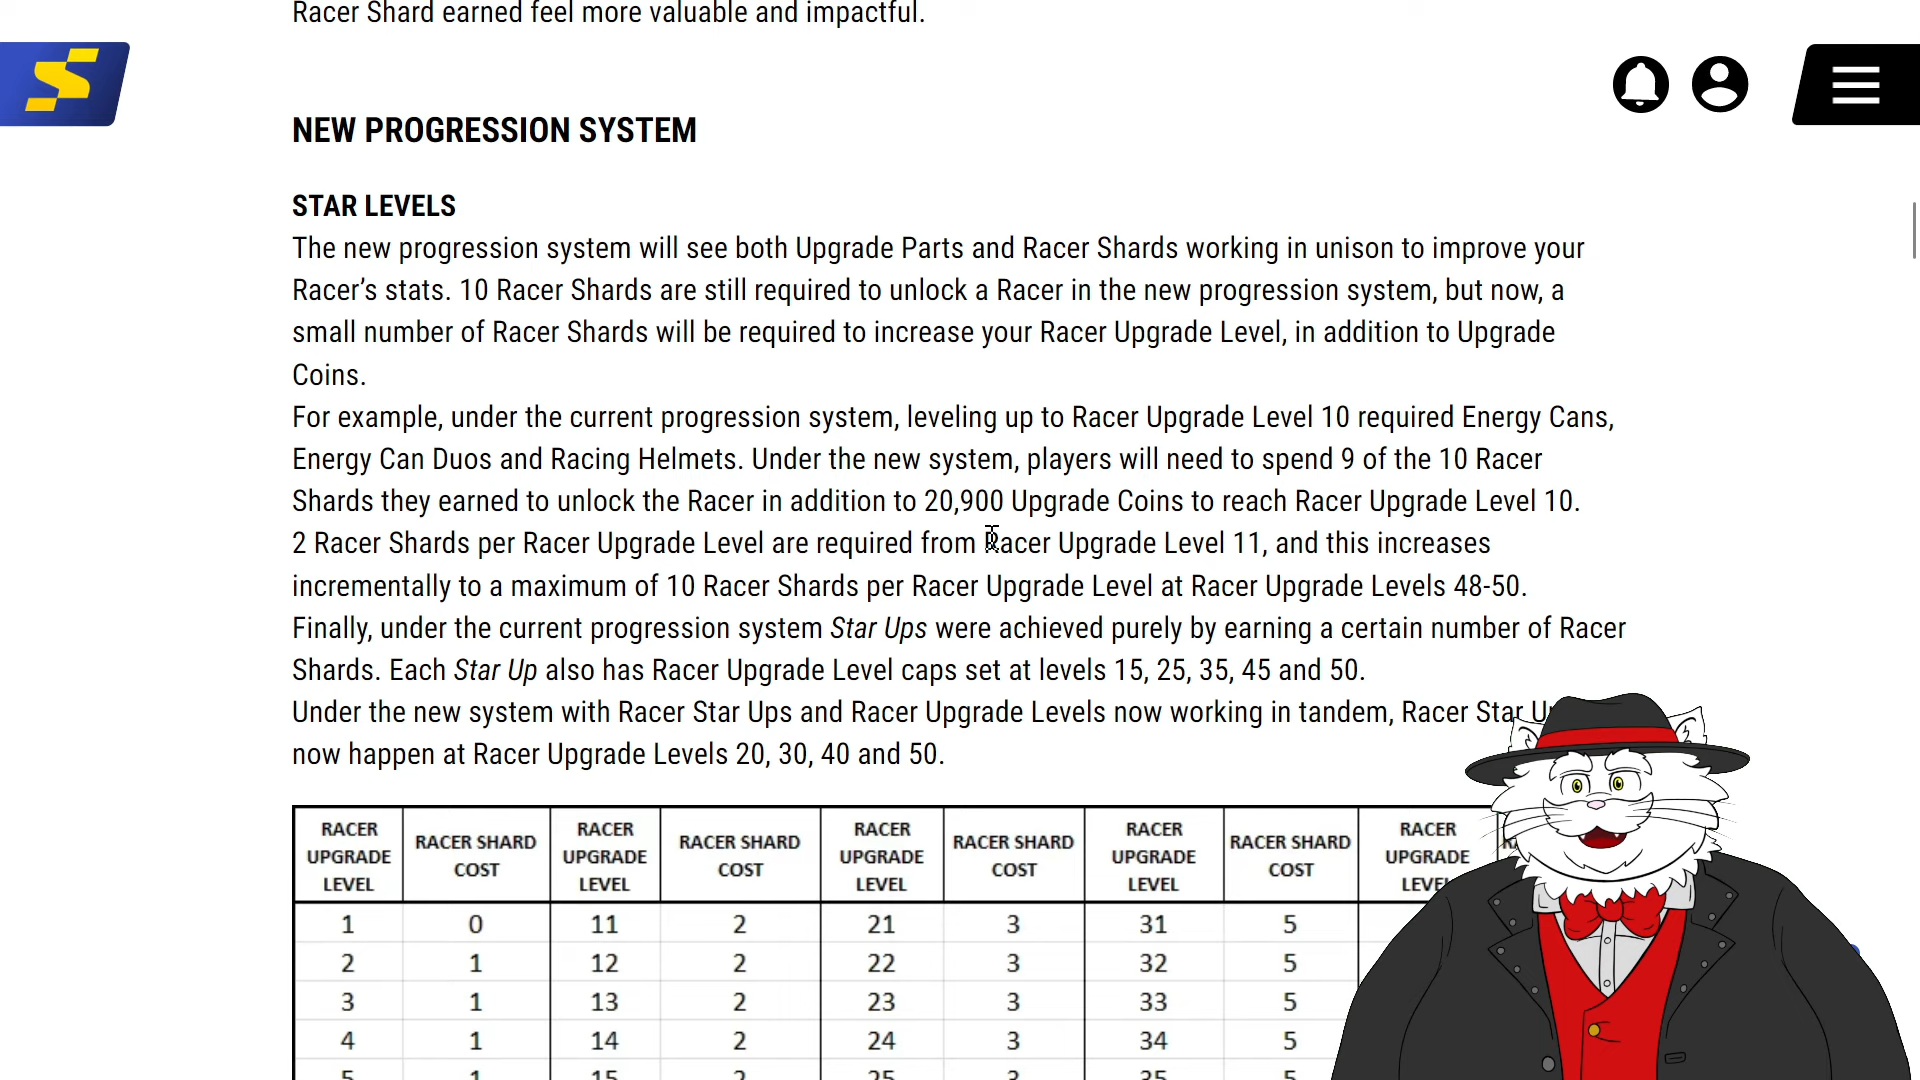 Racer Shard earned feel more valuable and impactful.
S
NEW PROGRESSION SYSTEM
STAR LEVELS
The new progression system will see both Upgrade Parts and Racer Shards working in unison to improve your
Racer’s stats. 10 Racer Shards are still required to unlock a Racer in the new progression system, but now, a
small number of Racer Shards will be required to increase your Racer Upgrade Level, in addition to Upgrade
Coins.
For example, under the current progression system, leveling up to Racer Upgrade Level 10 required Energy Cans,
Energy Can Duos and Racing Helmets. Under the new system, players will need to spend 9 of the 10 Racer
Shards they earned to unlock the Racer in addition to 20,900 Upgrade Coins to reach Racer Upgrade Level 10.
2 Racer Shards per Racer Upgrade Level are required from Racer Upgrade Level 11, and this increases
incrementally to a maximum of 10 Racer Shards per Racer Upgrade Level at Racer Upgrade Levels 48-50.
Finally, under the current progression system Star Ups were achieved purely by earning a certain number of Racer
Shards. Each Star Up also has Racer Upgrade Level caps set at levels 15, 25, 35, 45 and 50.
Under the new system with Racer Star Ups and Racer Upgrade Levels now working in tandem, Racer Star
now happen at Racer Upgrade Levels 20, 30, 40 and 50.
RACER UPGRADE LEVEL RACER SHARD COST RACER UPGRADE LEVEL RACER SHARD COST RACER UPGRADE LEVEL RACER SHARD COST RACER UPGRADE LEVEL RACER SHARD COST RACER UPGRADE LEVEL
1 0 11 2 21 3 31 5
2 1 12 2 22 3 32 5
3 1 13 2 23 3 33 5
4 1 14 2 24 3 34 5
5 1 15 2 25 3 35 5